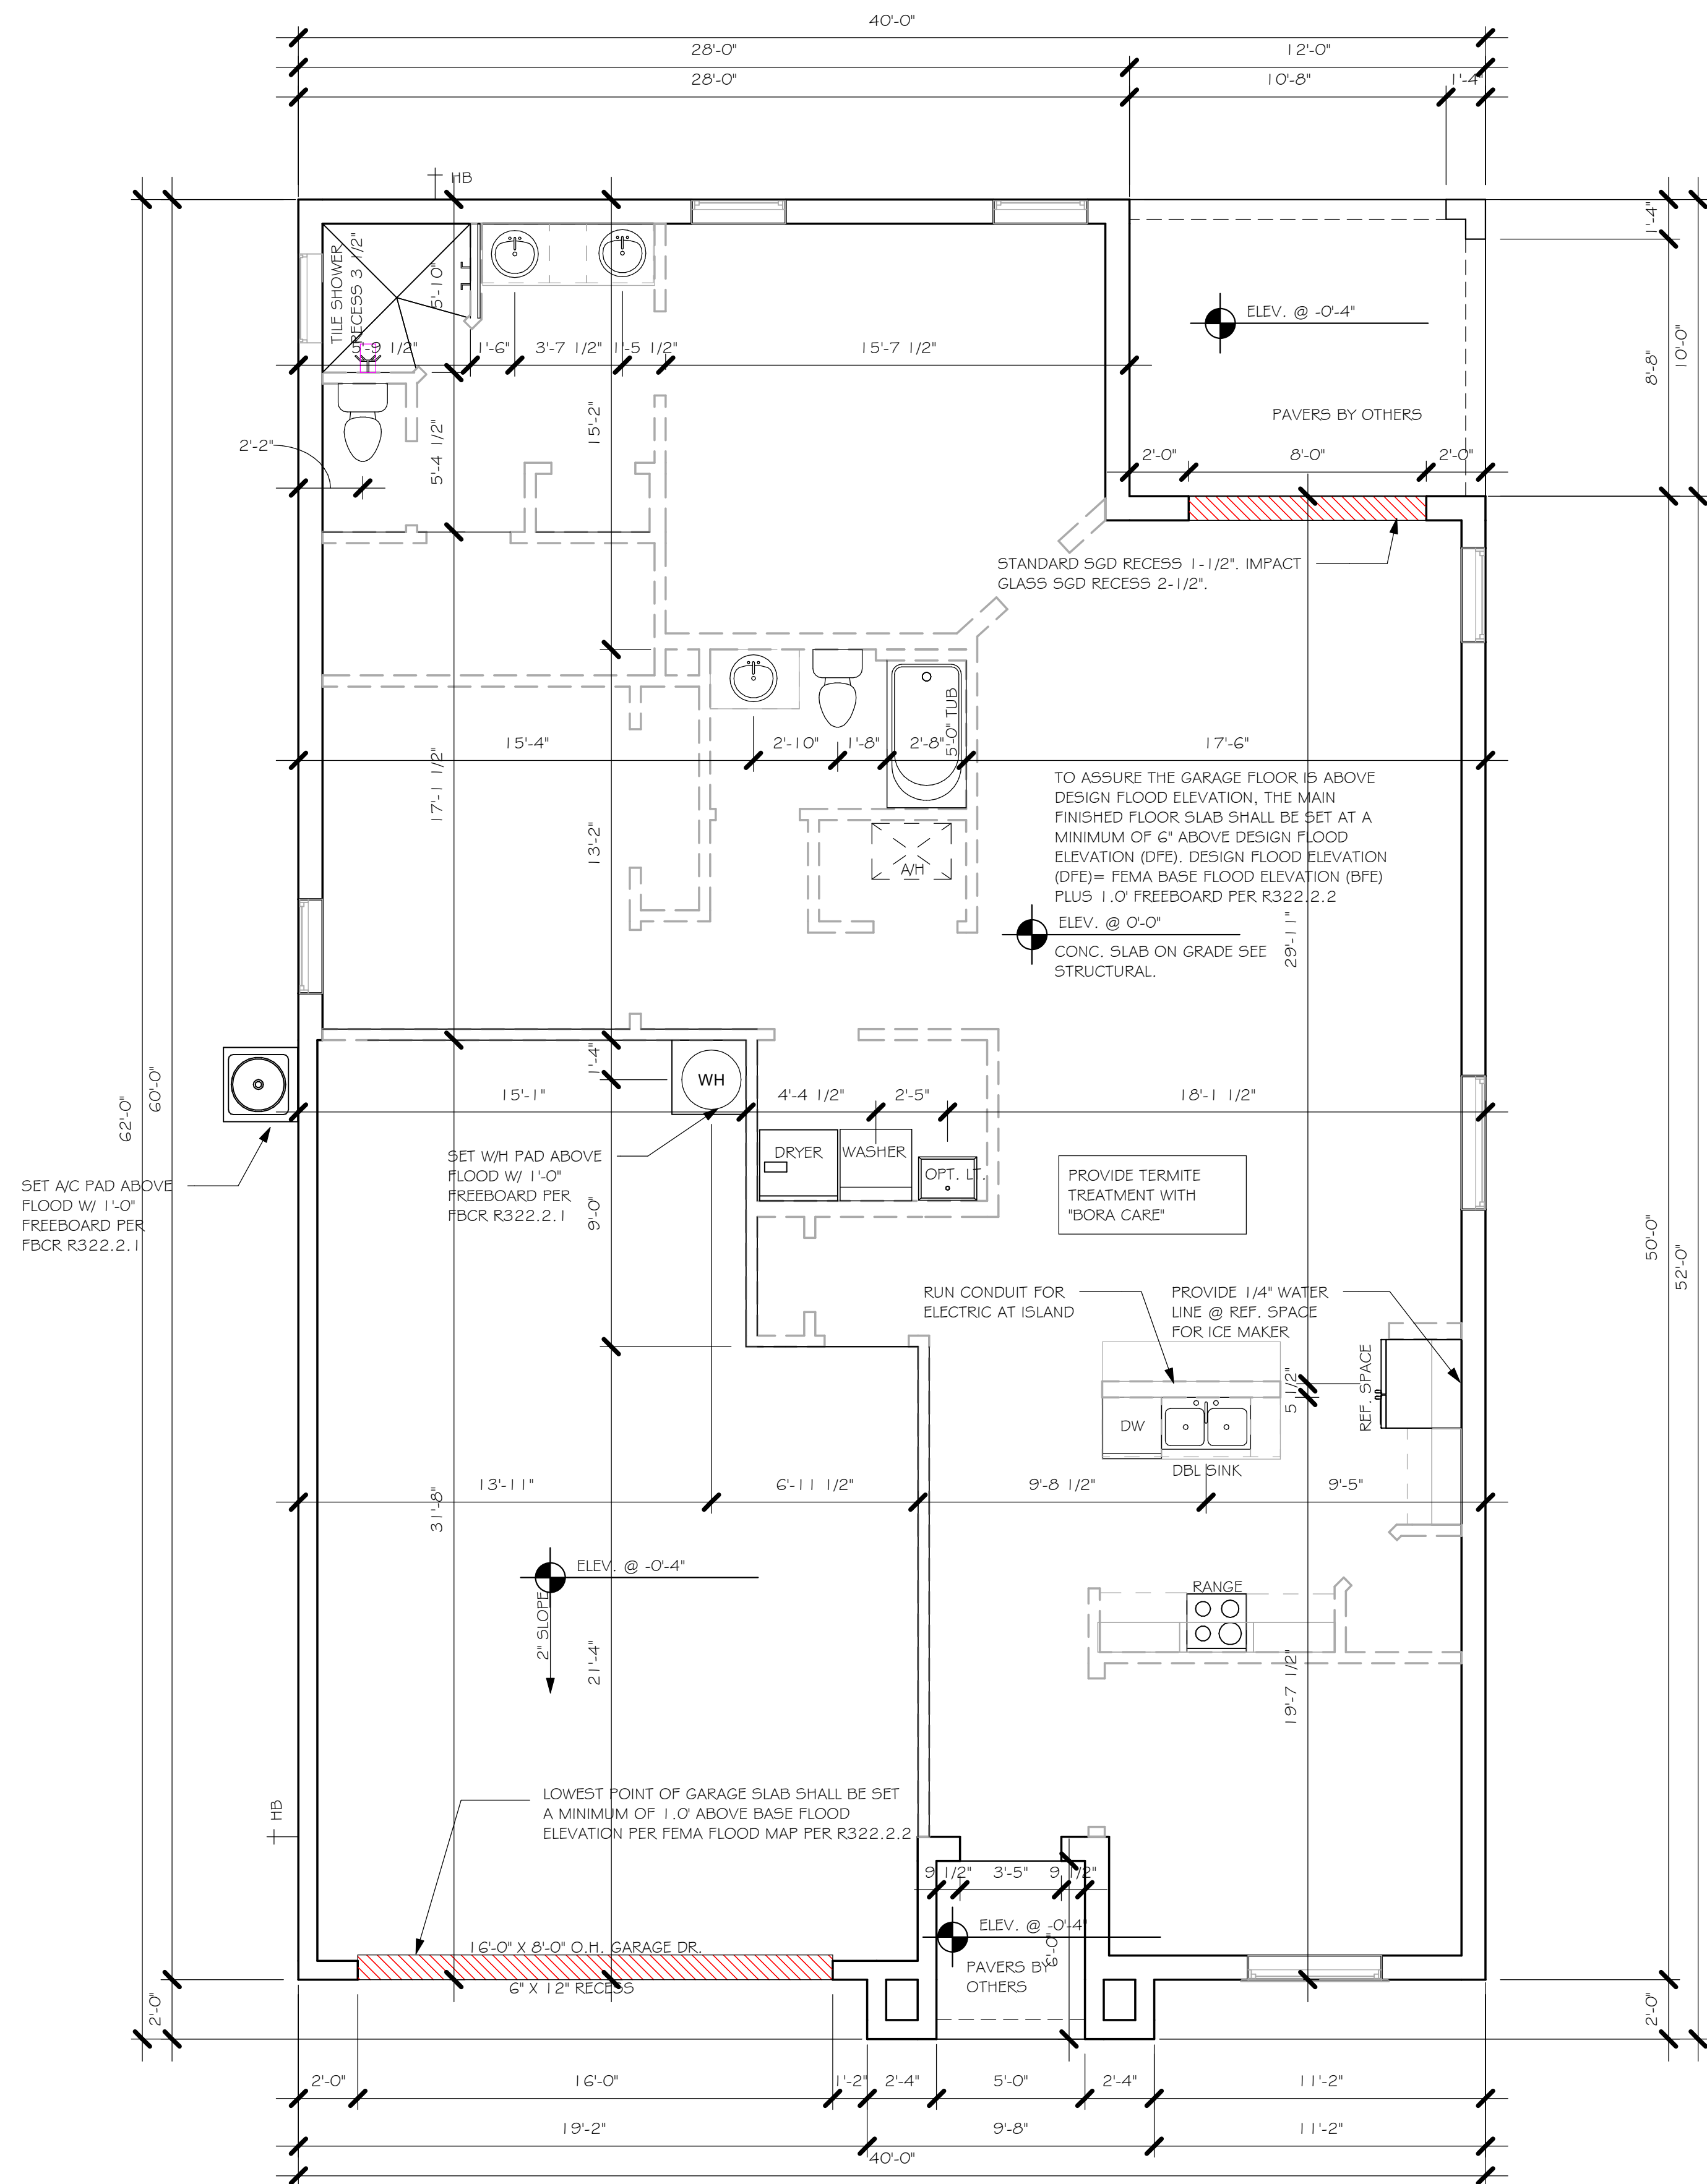 40'-0"
28'-0" 12'-0"
28'-0" 10'-8" 1'-4"
HB
1'-4"
TILE SHOWER
RECESS 3 1/2"
5'-10"
ELEV. @ -0'-4"
5'-9 1/2" 1'-6" 3'-7 1/2" 1'-5 1/2" 15'-7 1/2"
8'-8"
10'-0"
PAVERS BY OTHERS
2'-2"
5'-4 1/2"
15'-2"
2'-0" 8'-0" 2'-0"
STANDARD SGD RECESS 1-1/2". IMPACT
GLASS SGD RECESS 2-1/2".
5'-0" TUB
15'-4" 2'-10" 1'-8" 2'-8" 17'-6"
17'-1 1/2"
13'-2"
TO ASSURE THE GARAGE FLOOR IS ABOVE
DESIGN FLOOD ELEVATION, THE MAIN
FINISHED FLOOR SLAB SHALL BE SET AT A
MINIMUM OF 6" ABOVE DESIGN FLOOD
ELEVATION (DFE). DESIGN FLOOD ELEVATION
(DFE)= FEMA BASE FLOOD ELEVATION (BFE)
PLUS 1.0' FREEBOARD PER R322.2.2
A/H
ELEV. @ 0'-0"
CONC. SLAB ON GRADE SEE
STRUCTURAL.
29'-11"
1'-4"
WH
62'-0"
60'-0"
15'-1" 4'-4 1/2" 2'-5" 18'-1 1/2"
SET W/H PAD ABOVE
FLOOD W/ 1'-0"
FREEBOARD PER
FBCR R322.2.1
DRYER
WASHER
OPT. LT.
SET A/C PAD ABOVE
FLOOD W/ 1'-0"
FREEBOARD PER
FBCR R322.2.1
9'-0"
PROVIDE TERMITE
TREATMENT WITH
"BORA CARE"
50'-0"
52'-0"
RUN CONDUIT FOR
ELECTRIC AT ISLAND
PROVIDE 1/4" WATER
LINE @ REF. SPACE
FOR ICE MAKER
5 1/2"
REF. SPACE
DW
DBL SINK
13'-11" 6'-11 1/2" 9'-8 1/2" 9'-5"
31'-8"
ELEV. @ -0'-4"
2" SLOPE
21'-4"
RANGE
19'-7 1/2"
LOWEST POINT OF GARAGE SLAB SHALL BE SET
A MINIMUM OF 1.0' ABOVE BASE FLOOD
ELEVATION PER FEMA FLOOD MAP PER R322.2.2
HB
9 1/2" 3'-5" 9 1/2"
ELEV. @ -0'-4"
6'-0"
PAVERS BY
OTHERS
16'-0" X 8'-0" O.H. GARAGE DR.
6" X 12" RECESS
2'-0"
2'-0"
2'-0" 16'-0" 1'-2" 2'-4" 5'-0" 2'-4" 11'-2"
19'-2" 9'-8" 11'-2"
40'-0"